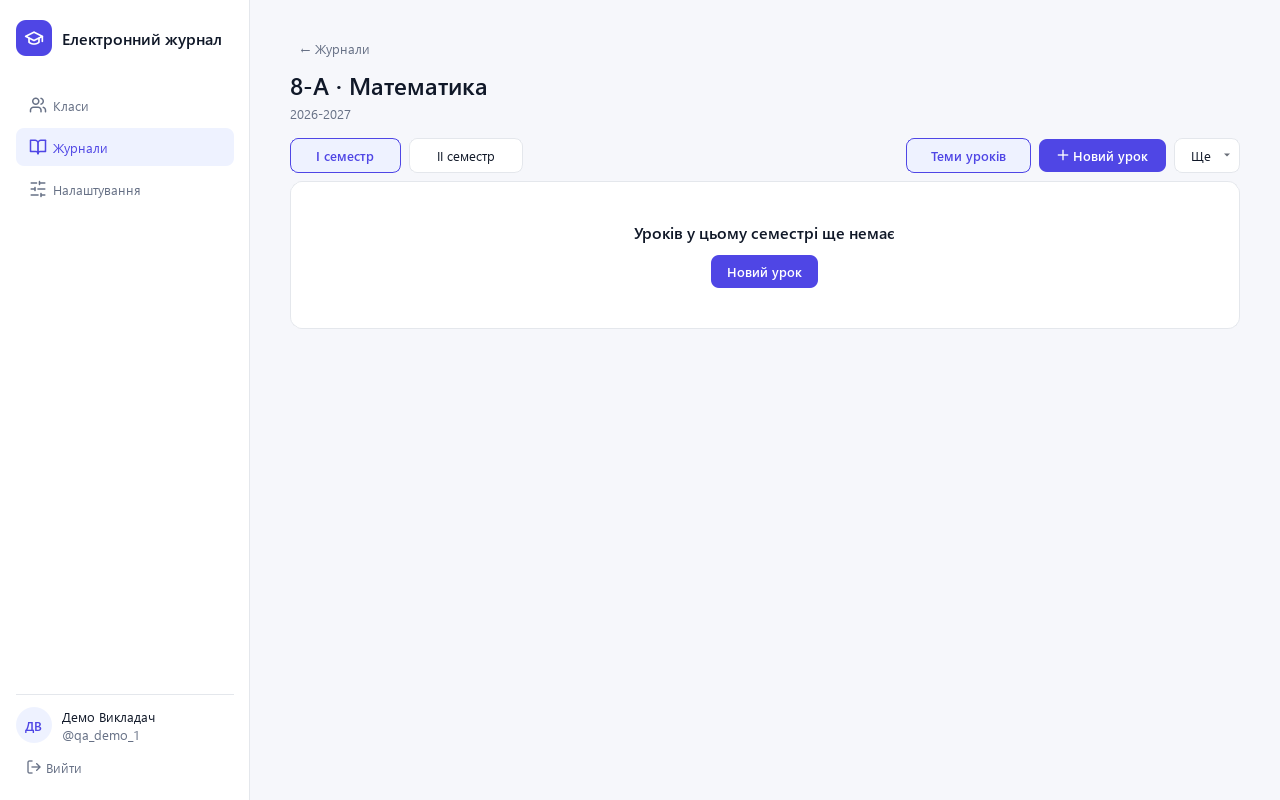 Електронний журнал
Класи
Журнали
Налаштування
Демо Викладач
@qa_demo_1
ДВ
Вийти
← Журнали
8-А · Математика
2026-2027
І семестр
ІІ семестр
Теми уроків
+ Новий урок
Ще
Уроків у цьому семестрі ще немає
Новий урок